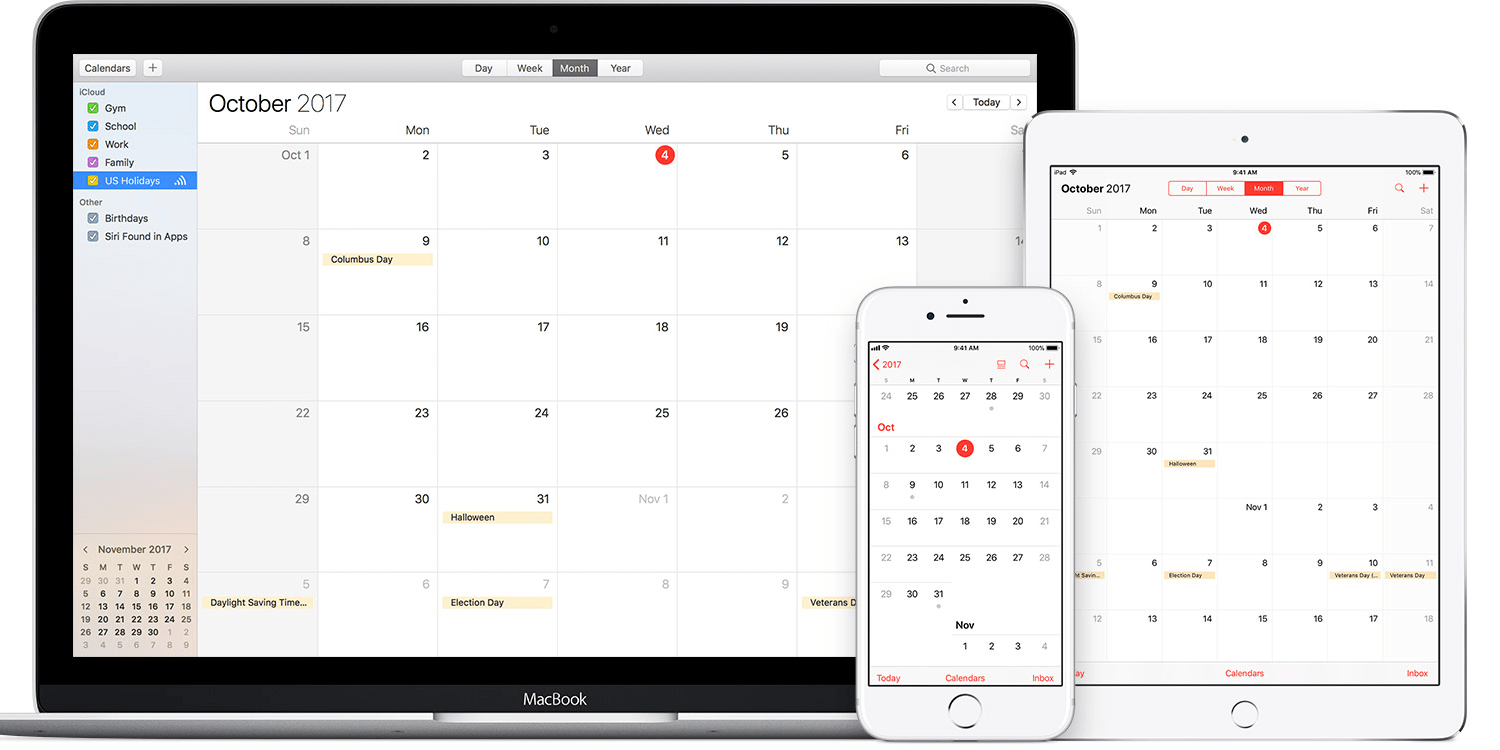 Calendars +
Day Week Month Year
Search
iCloud
Gym
School
Work
Family
US Holidays
Other
Birthdays
Siri Found in Apps
November 2017
S M T W T F S
29 30 31 1 2 3 4
5 6 7 8 9 10 11
12 13 14 15 16 17 18
19 20 21 22 23 24 25
26 27 28 29 30 1 2
3 4 5 6 7 8 9
October 2017
< Today >
Sun Mon Tue Wed Thu Fri Sa
Oct 1 2 3 4 5 6
8 9 10 11 12 13
Columbus Day
15 16 17 18 19
22 23 24 25 26
29 30 31 Nov 1 2
Halloween
5 6 7 8 9
Daylight Saving Time... Election Day Veterans D
MacBook
9:41 AM 100%
2017
S M T W T F S
24 25 26 27 28 29 30
Oct
1 2 3 4 5 6 7
8 9 10 11 12 13 14
15 16 17 18 19 20 21
22 23 24 25 26 27 28
29 30 31
Nov
1 2 3 4
Today Calendars Inbox
iPad 9:41 AM 100%
October 2017
Day Week Month Year
Sun Mon Tue Wed Thu Fri Sat
1 2 3 4 5 6 7
8 9 10 11 12 13 14
Columbus Day
15 16 17 18 19 20 21
22 23 24 25 26 27 28
29 30 31
Halloween
Nov 1 2 3 4
5 6 7 8 9 10 11
ht Savin... Election Day Veterans Day (... Veterans Day
12 13 14 15 16 17 18
ay Calendars Inbox